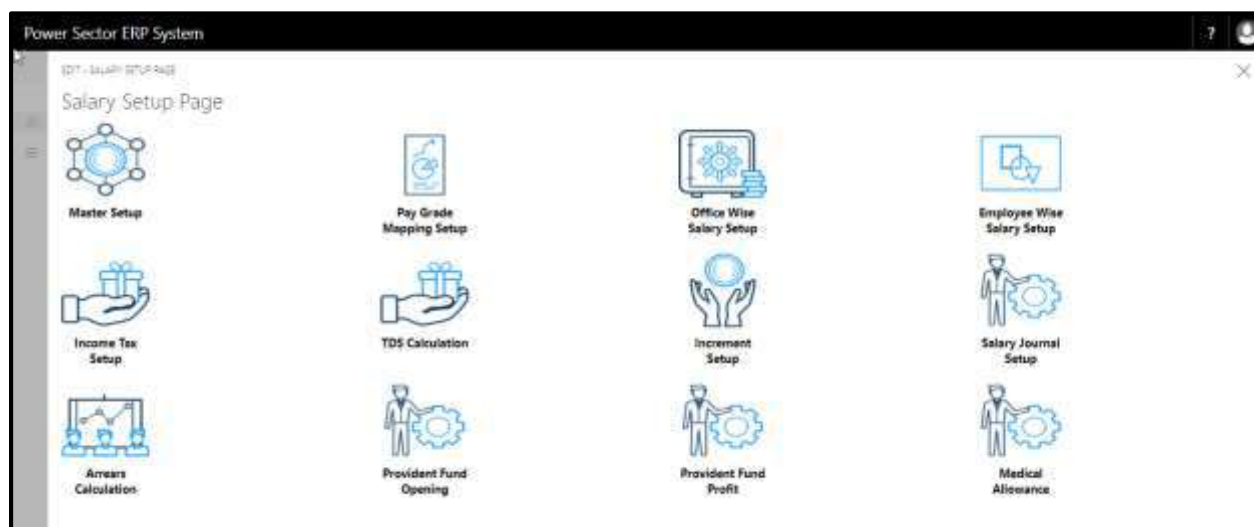 Power Sector ERP System
?
EDIT - SALARY SETUP PAGE
Salary Setup Page
Master Setup
Pay Grade
Mapping Setup
Office Wise
Salary Setup
Employee Wise
Salary Setup
Income Tax
Setup
TDS Calculation
Increment
Setup
Salary Journal
Setup
Arrears
Calculation
Provident Fund
Opening
Provident Fund
Profit
Medical
Allowance